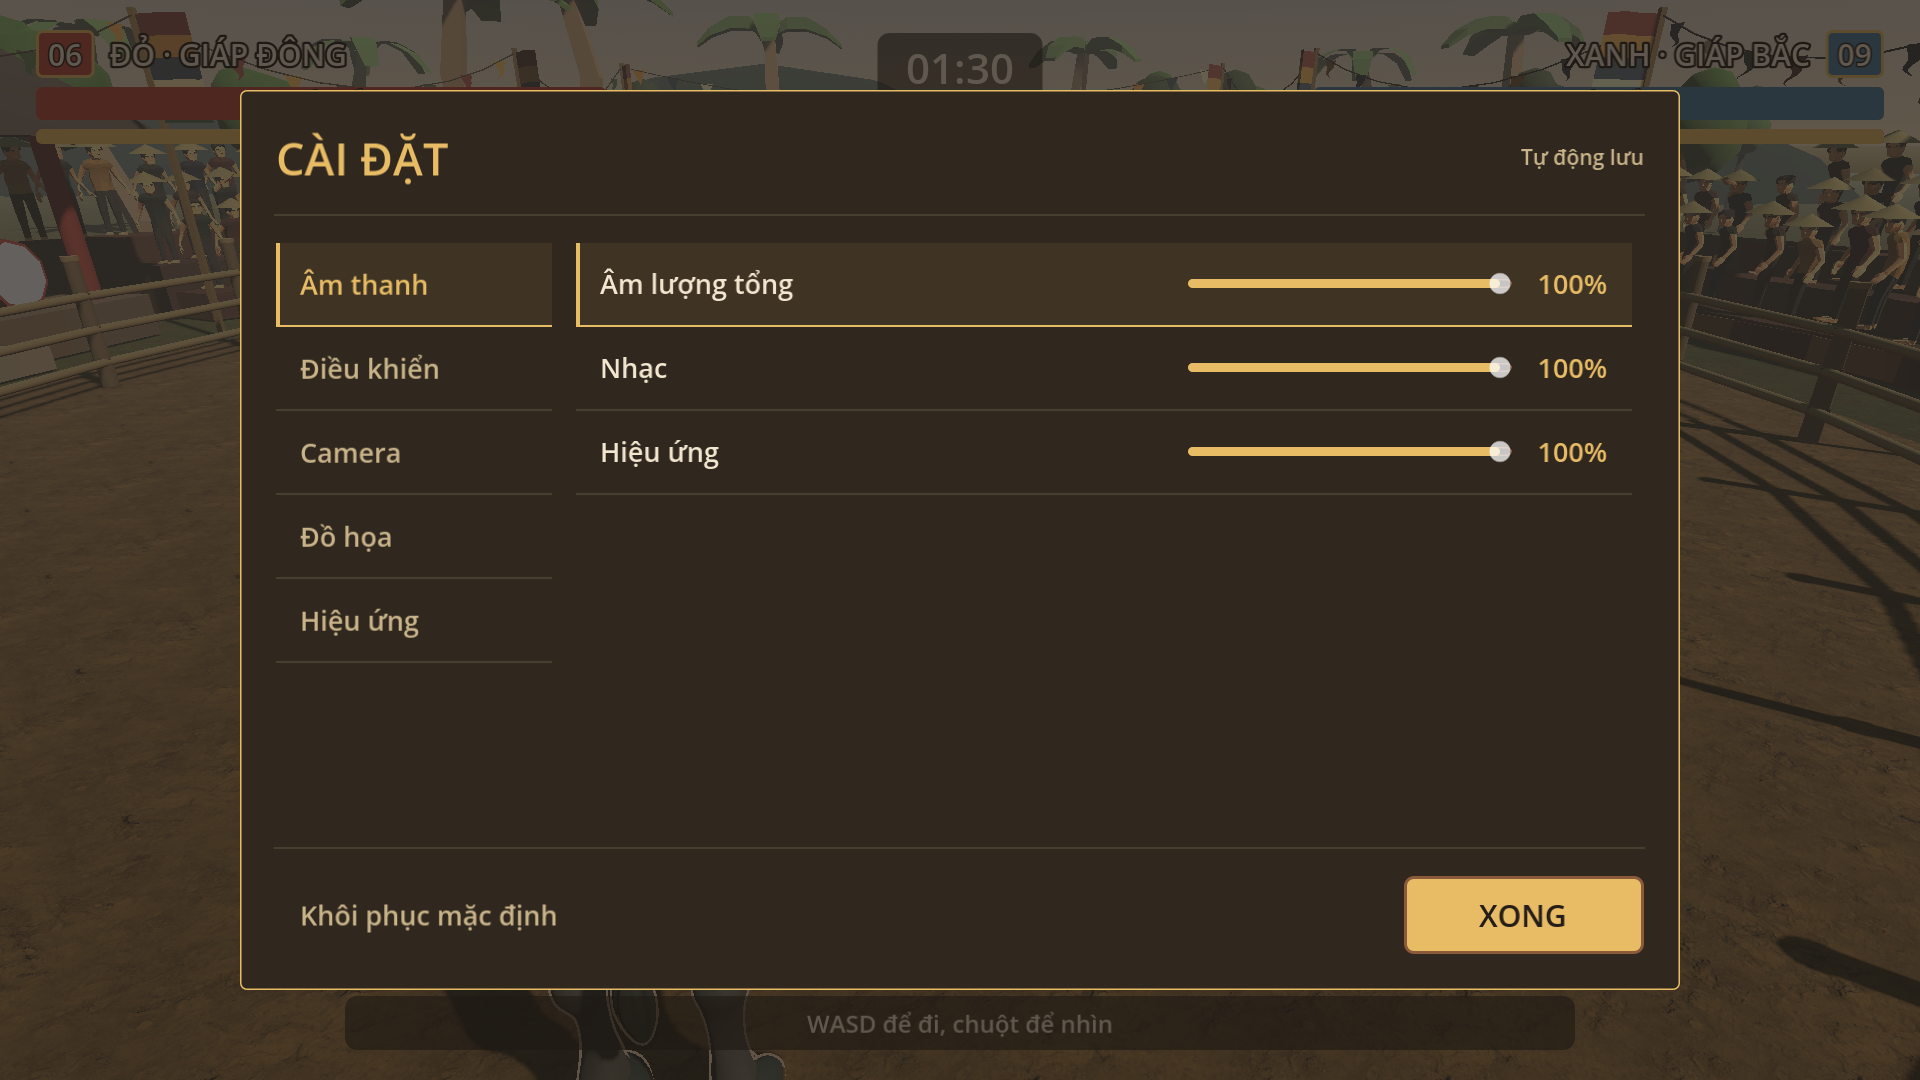 06 ĐỎ · GIÁP ĐÔNG
01:30
XANH · GIÁP BẮC 09
CÀI ĐẶT
Tự động lưu
Âm thanh
Âm lượng tổng 100%
Điều khiển
Nhạc 100%
Camera
Hiệu ứng 100%
Đồ họa
Hiệu ứng
Khôi phục mặc định
XONG
WASD để đi, chuột để nhìn